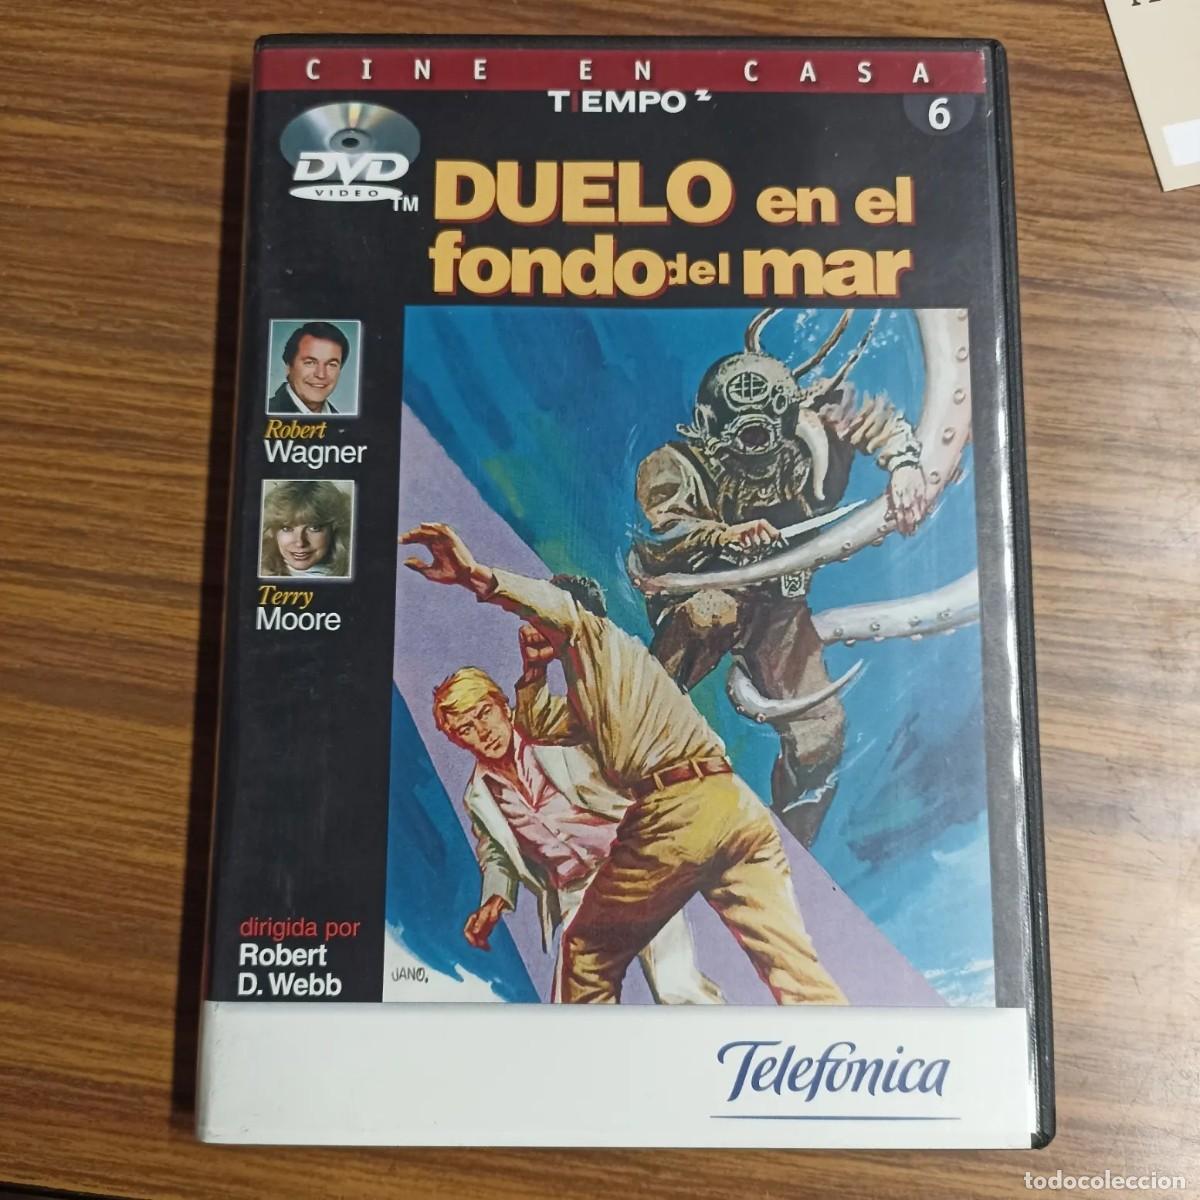 CINE EN CASA
TIEMPO
6
DVD
VIDEO
TM
DUELO en el
fondo del mar
Robert
Wagner
Terry
Moore
dirigida por
Robert
D. Webb
JANO.
Telefónica
todocoleccion